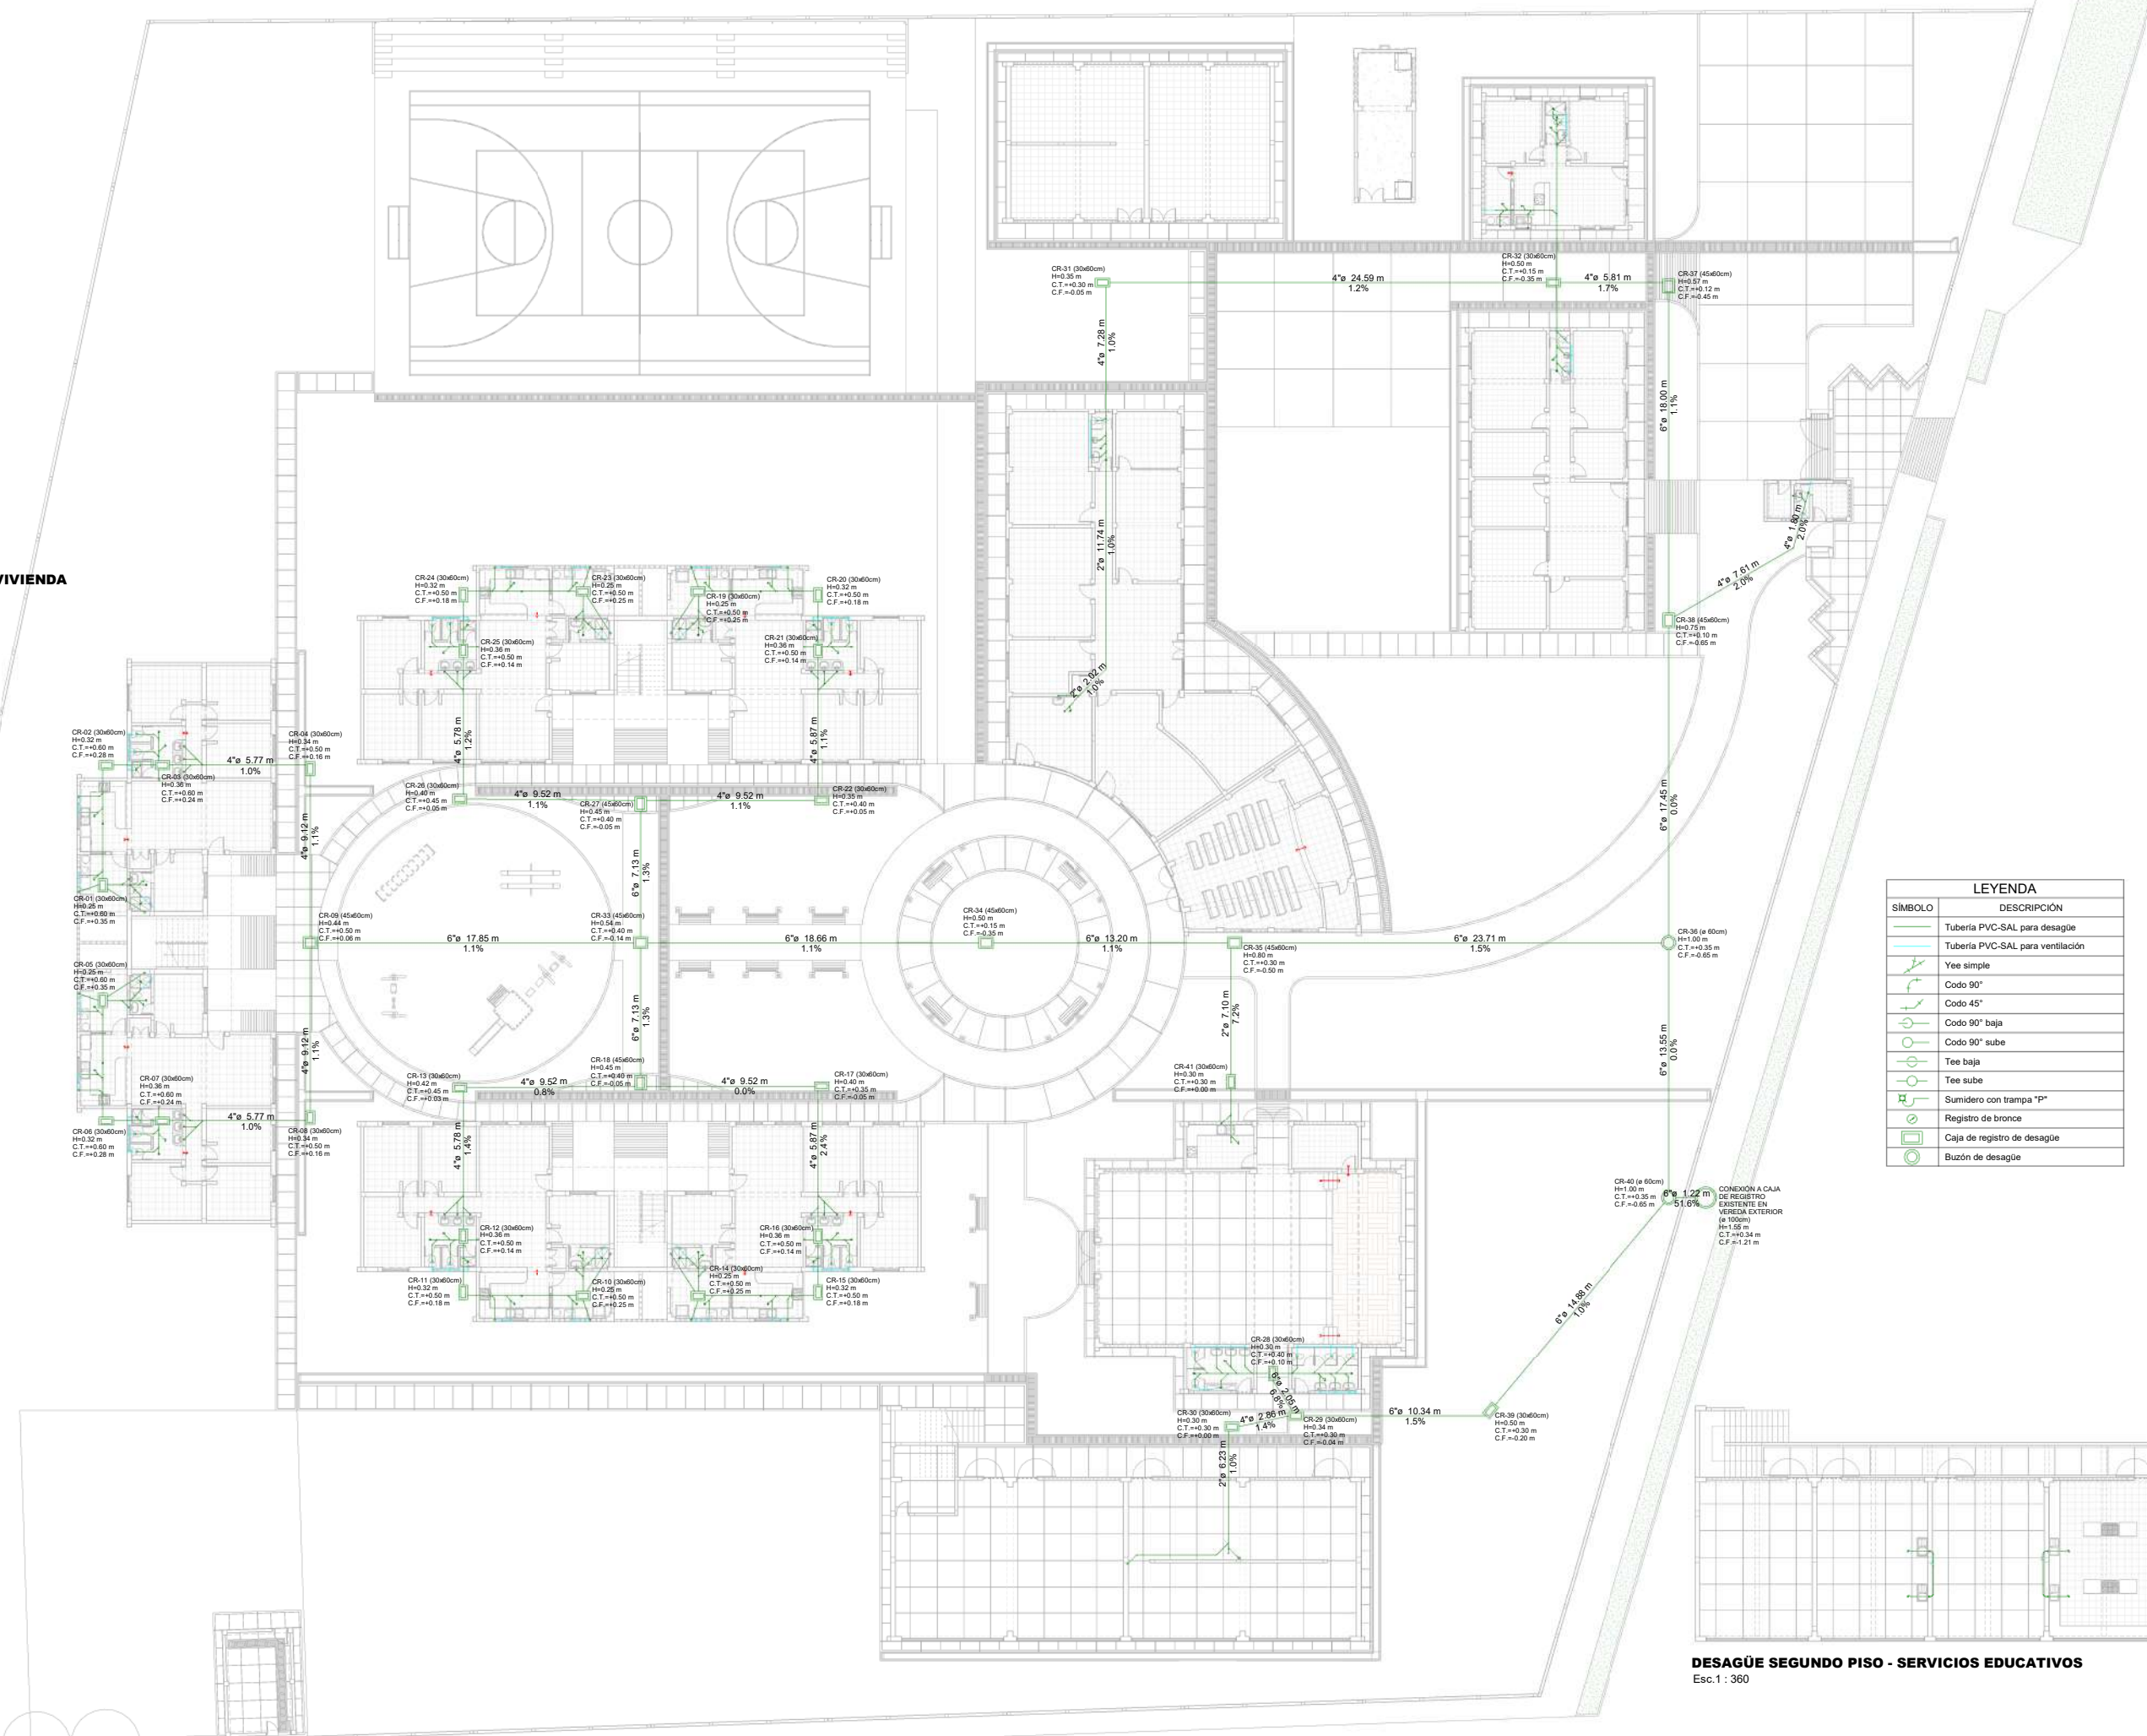 VIVIENDA
CR-31 (30x60cm)
H=0.35 m
C.T.=+0.30 m
C.F.=-0.05 m
4"ø 24.59 m
1.2%
CR-32 (30x60cm)
H=0.50 m
C.T.=+0.15 m
C.F.=-0.35 m
4"ø 5.81 m
1.7%
CR-37 (45x60cm)
H=0.57 m
C.T.=+0.12 m
C.F.=-0.45 m
4"ø 7.28 m
1.0%
6"ø 18.00 m
1.1%
2"ø 11.74 m
1.0%
4"ø 1.80 m
2.0%
4"ø 7.61 m
2.0%
CR-38 (45x60cm)
H=0.75 m
C.T.=+0.10 m
C.F.=-0.65 m
2"ø 2.02 m
1.0%
CR-24 (30x60cm)
H=0.32 m
C.T.=+0.50 m
C.F.=+0.18 m
CR-23 (30x60cm)
H=0.25 m
C.T.=+0.50 m
C.F.=+0.25 m
CR-19 (30x60cm)
H=0.25 m
C.T.=+0.50 m
C.F.=+0.25 m
CR-20 (30x60cm)
H=0.32 m
C.T.=+0.50 m
C.F.=+0.18 m
CR-25 (30x60cm)
H=0.36 m
C.T.=+0.50 m
C.F.=+0.14 m
CR-21 (30x60cm)
H=0.36 m
C.T.=+0.50 m
C.F.=+0.14 m
4"ø 5.78 m
1.2%
4"ø 5.87 m
1.1%
CR-02 (30x60cm)
H=0.32 m
C.T.=+0.60 m
C.F.=+0.28 m
CR-04 (30x60cm)
H=0.34 m
C.T.=+0.50 m
C.F.=+0.16 m
4"ø 5.77 m
1.0%
CR-03 (30x60cm)
H=0.36 m
C.T.=+0.60 m
C.F.=+0.24 m
4"ø 9.12 m
1.1%
CR-26 (30x60cm)
H=0.40 m
C.T.=+0.45 m
C.F.=+0.05 m
4"ø 9.52 m
1.1%
CR-27 (45x60cm)
H=0.45 m
C.T.=+0.40 m
C.F.=-0.05 m
4"ø 9.52 m
1.1%
CR-22 (30x60cm)
H=0.35 m
C.T.=+0.40 m
C.F.=+0.05 m
6"ø 17.45 m
0.0%
6"ø 7.13 m
1.3%
CR-01 (30x60cm)
H=0.25 m
C.T.=+0.60 m
C.F.=+0.35 m
CR-09 (45x60cm)
H=0.44 m
C.T.=+0.50 m
C.F.=+0.06 m
6"ø 17.85 m
1.1%
CR-33 (45x60cm)
H=0.54 m
C.T.=+0.40 m
C.F.=-0.14 m
6"ø 18.66 m
1.1%
CR-34 (45x60cm)
H=0.50 m
C.T.=+0.15 m
C.F.=-0.35 m
6"ø 13.20 m
1.1%
CR-35 (45x60cm)
H=0.80 m
C.T.=+0.30 m
C.F.=-0.50 m
6"ø 23.71 m
1.5%
CR-36 (ø 60cm)
H=1.00 m
C.T.=+0.35 m
C.F.=-0.65 m
CR-05 (30x60cm)
H=0.25 m
C.T.=+0.60 m
C.F.=+0.35 m
4"ø 9.12 m
1.1%
6"ø 7.13 m
1.3%
2"ø 7.10 m
7.2%
6"ø 13.55 m
0.0%
CR-07 (30x60cm)
H=0.36 m
C.T.=+0.60 m
C.F.=+0.24 m
CR-06 (30x60cm)
H=0.32 m
C.T.=+0.60 m
C.F.=+0.28 m
4"ø 5.77 m
1.0%
CR-08 (30x60cm)
H=0.34 m
C.T.=+0.50 m
C.F.=+0.16 m
CR-13 (30x60cm)
H=0.42 m
C.T.=+0.45 m
C.F.=+0.03 m
4"ø 9.52 m
0.8%
CR-18 (45x60cm)
H=0.45 m
C.T.=+0.40 m
C.F.=-0.05 m
4"ø 9.52 m
0.0%
CR-17 (30x60cm)
H=0.40 m
C.T.=+0.35 m
C.F.=-0.05 m
CR-41 (30x60cm)
H=0.30 m
C.T.=+0.30 m
C.F.=+0.00 m
4"ø 5.78 m
1.4%
4"ø 5.87 m
2.4%
CR-12 (30x60cm)
H=0.36 m
C.T.=+0.50 m
C.F.=+0.14 m
CR-16 (30x60cm)
H=0.36 m
C.T.=+0.50 m
C.F.=+0.14 m
CR-11 (30x60cm)
H=0.32 m
C.T.=+0.50 m
C.F.=+0.18 m
CR-10 (30x60cm)
H=0.25 m
C.T.=+0.50 m
C.F.=+0.25 m
CR-14 (30x60cm)
H=0.25 m
C.T.=+0.50 m
C.F.=+0.25 m
CR-15 (30x60cm)
H=0.32 m
C.T.=+0.50 m
C.F.=+0.18 m
CR-40 (ø 60cm)
H=1.00 m
C.T.=+0.35 m
C.F.=-0.65 m
6"ø 1.22 m
51.6%
CONEXIÓN A CAJA
DE REGISTRO
EXISTENTE EN
VEREDA EXTERIOR
(ø 100cm)
H=1.55 m
C.T.=+0.34 m
C.F.=-1.21 m
6"ø 14.88 m
1.0%
CR-28 (30x60cm)
H=0.30 m
C.T.=+0.40 m
C.F.=+0.10 m
6"ø 2.05 m
6.8%
CR-30 (30x60cm)
H=0.30 m
C.T.=+0.30 m
C.F.=+0.00 m
4"ø 2.86 m
1.4%
CR-29 (30x60cm)
H=0.34 m
C.T.=+0.30 m
C.F.=-0.04 m
6"ø 10.34 m
1.5%
CR-39 (30x60cm)
H=0.50 m
C.T.=+0.30 m
C.F.=-0.20 m
2"ø 6.23 m
1.0%
LEYENDA
SÍMBOLO DESCRIPCIÓN
Tubería PVC-SAL para desagüe
Tubería PVC-SAL para ventilación
Yee simple
Codo 90°
Codo 45°
Codo 90° baja
Codo 90° sube
Tee baja
Tee sube
Sumidero con trampa "P"
Registro de bronce
Caja de registro de desagüe
Buzón de desagüe
DESAGÜE SEGUNDO PISO - SERVICIOS EDUCATIVOS
Esc.1 : 360